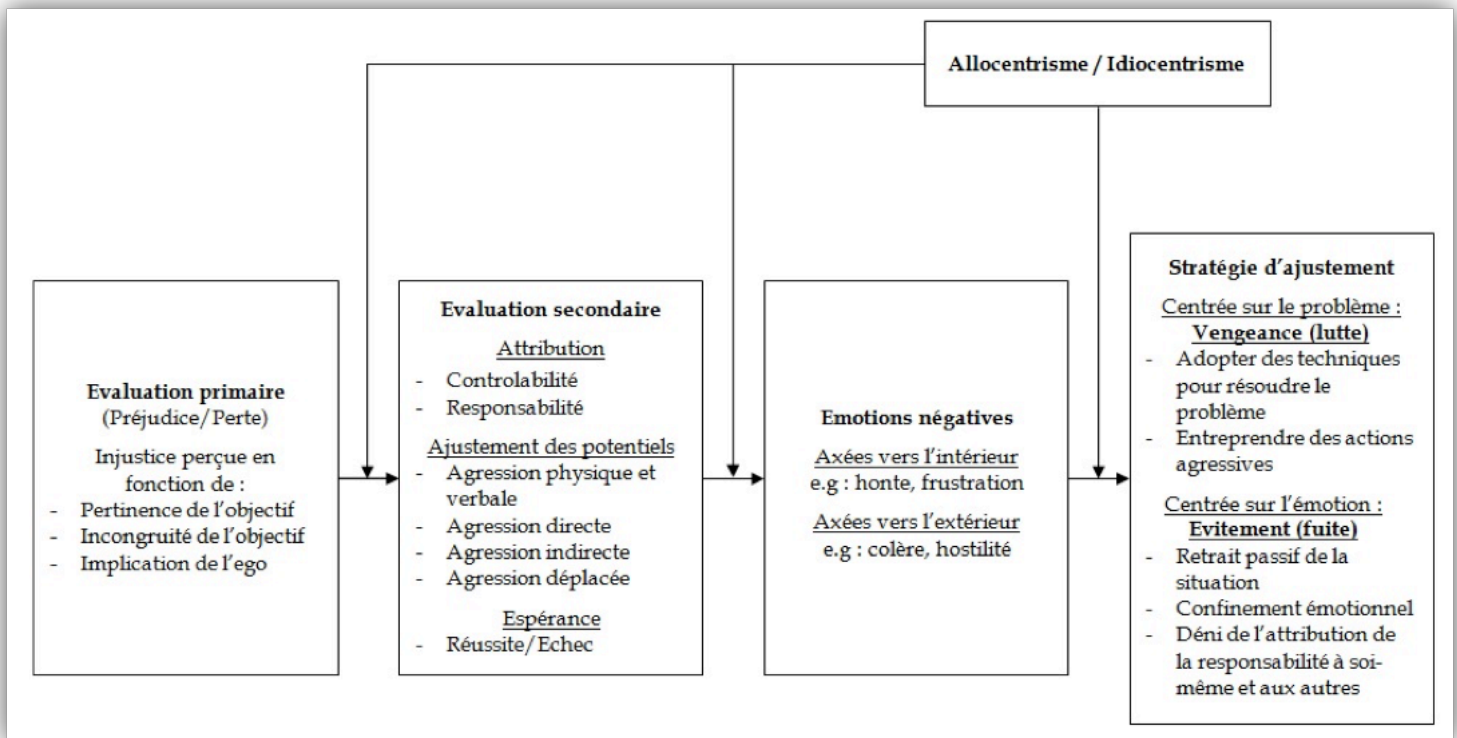 Allocentrisme / Idiocentrisme
Evaluation primaire
(Préjudice/Perte)
Injustice perçue en
fonction de :
- Pertinence de l'objectif
- Incongruité de l'objectif
- Implication de l'ego
Evaluation secondaire
Attribution
- Controlabilité
- Responsabilité
Ajustement des potentiels
- Agression physique et
verbale
- Agression directe
- Agression indirecte
- Agression déplacée
Espérance
- Réussite/Echec
Emotions négatives
Axées vers l'intérieur
e.g : honte, frustration
Axées vers l'extérieur
e.g : colère, hostilité
Stratégie d'ajustement
Centrée sur le problème :
Vengeance (lutte)
- Adopter des techniques
pour résoudre le
problème
- Entreprendre des actions
agressives
Centrée sur l'émotion :
Evitement (fuite)
- Retrait passif de la
situation
- Confinement émotionnel
- Déni de l'attribution de
la responsabilité à soi-
même et aux autres